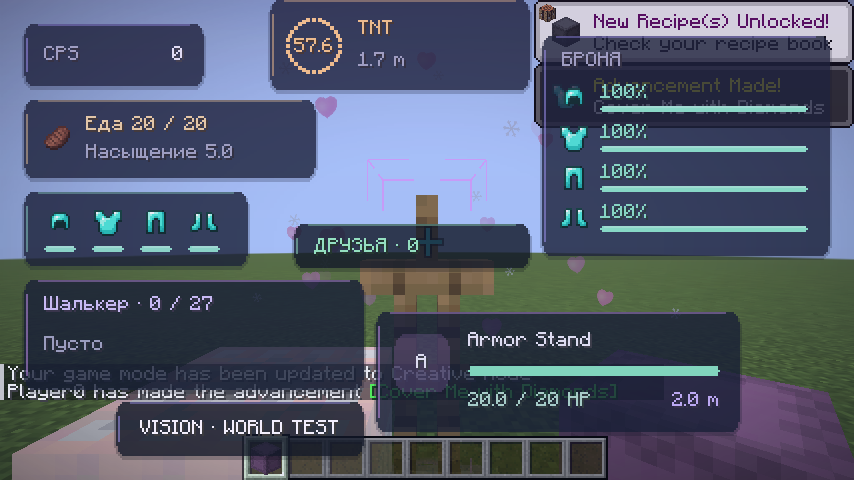 CPS 0
57.6
TNT
1.7 m
New Recipe(s) Unlocked!
Check your recipe book
БРОНЯ
Advancement Made!
Cover Me with Diamonds
100%
100%
100%
100%
Еда 20 / 20
Насыщение 5.0
ДРУЗЬЯ · 0
Шалькер · 0 / 27
Пусто
A
Armor Stand
20.0 / 20 HP 2.0 m
Your game mode has been updated to Creative Mode
Player0 has made the advancement [Cover Me with Diamonds]
VISION · WORLD TEST